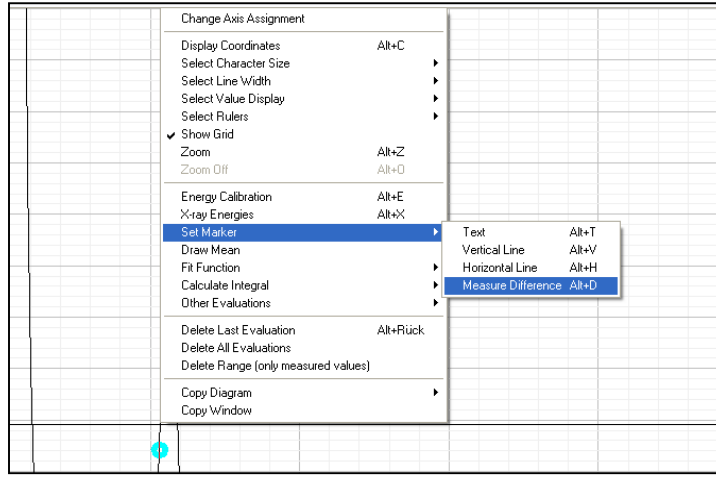 Change Axis Assignment
Display Coordinates Alt+C
Select Character Size
Select Line Width
Select Value Display
Select Rulers
Show Grid
Zoom Alt+Z
Zoom Off Alt+O
Energy Calibration Alt+E
X-ray Energies Alt+X
Set Marker
Draw Mean
Fit Function
Calculate Integral
Other Evaluations
Delete Last Evaluation Alt+Rück
Delete All Evaluations
Delete Range (only measured values)
Copy Diagram
Copy Window
Text Alt+T
Vertical Line Alt+V
Horizontal Line Alt+H
Measure Difference Alt+D